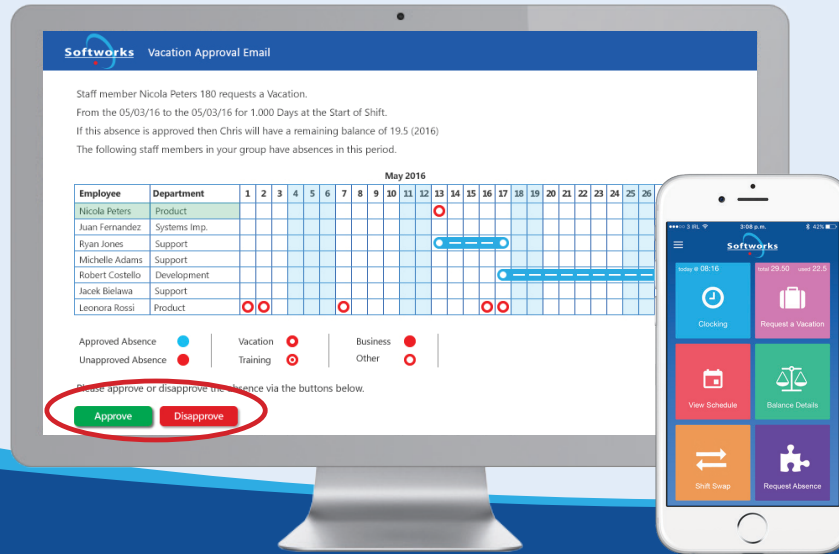 Softworks Vacation Approval Email
Staff member Nicola Peters 180 requests a Vacation.
From the 05/03/16 to the 05/03/16 for 1.000 Days at the Start of Shift.
If this absence is approved then Chris will have a remaining balance of 19.5 (2016)
The following staff members in your group have absences in this period.
May 2016
Employee Department 1 2 3 4 5 6 7 8 9 10 11 12 13 14 15 16 17 18 19 20 21 22 23 24 25 26
Nicola Peters Product
Juan Fernandez Systems Imp.
Ryan Jones Support
Michelle Adams Support
Robert Costello Development
Jacek Bielawa Support
Leonora Rossi Product
Approved Absence Vacation Business
Unapproved Absence Training Other
Please approve or disapprove the absence via the buttons below.
Approve Disapprove
3 IRL 3:08 p.m. 42%
Softworks
today @ 08:16 total 29.50 used 22.5
Clocking Request a Vacation
View Schedule Balance Details
Shift Swap Request Absence